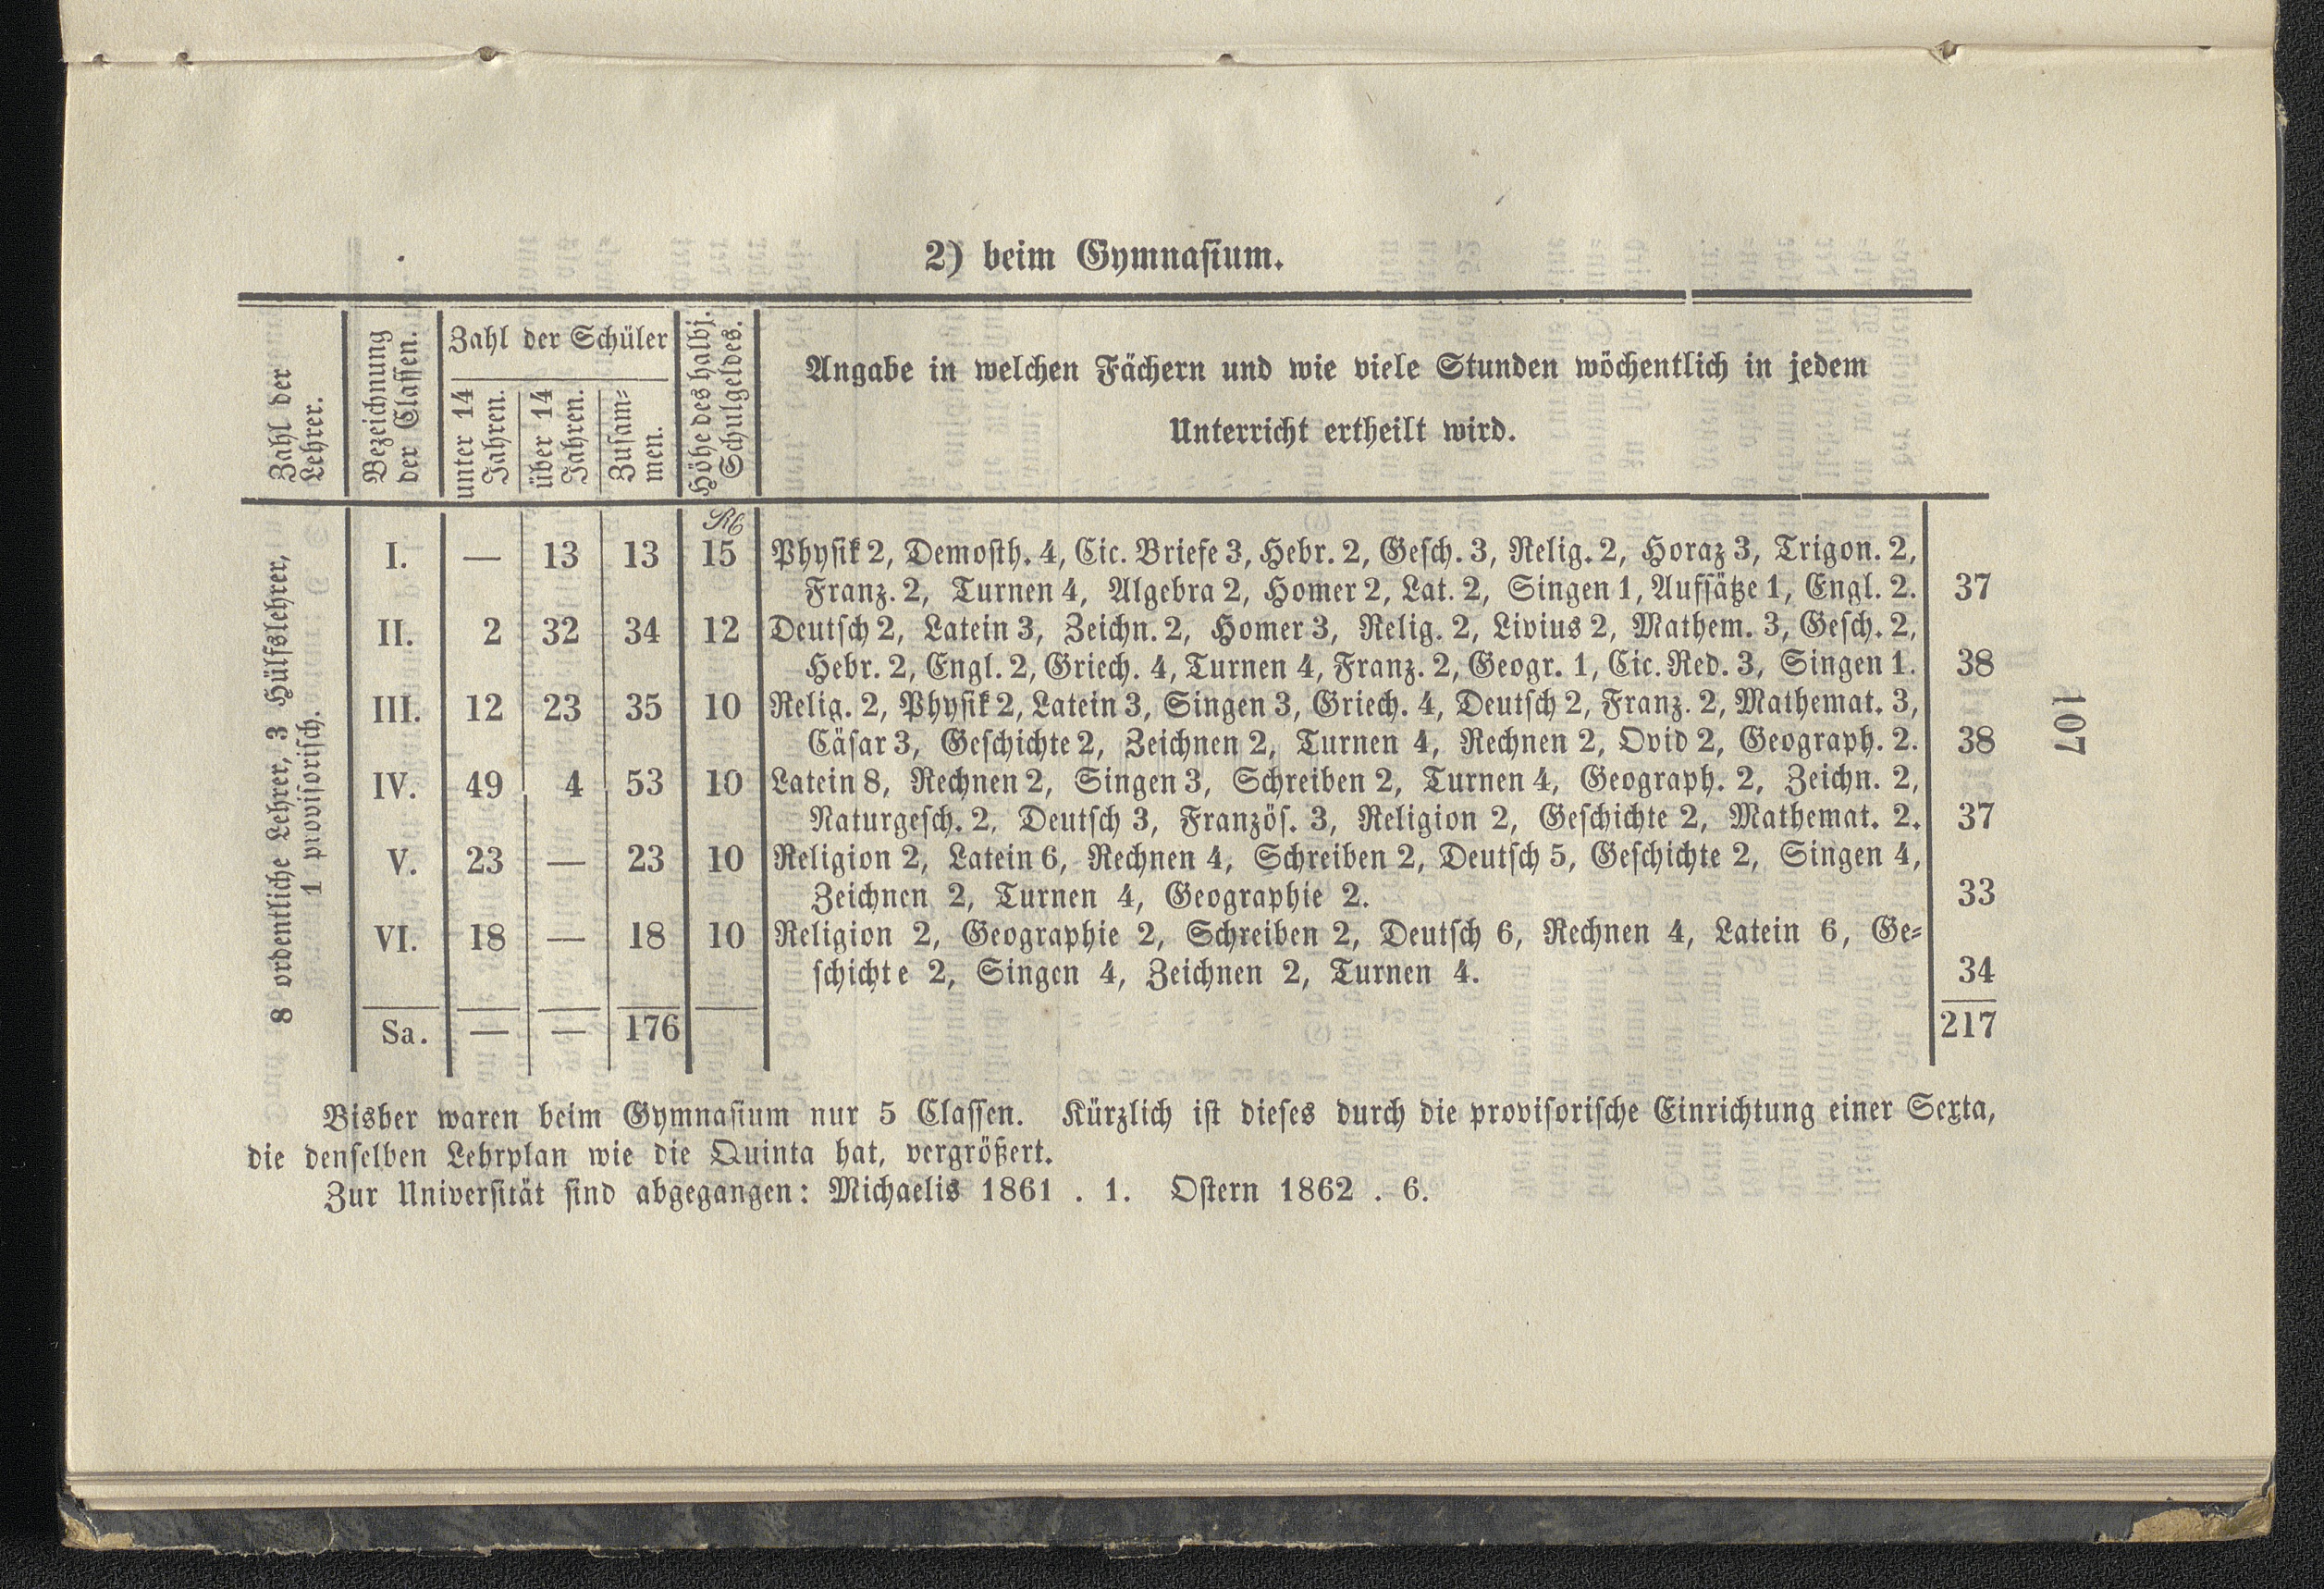 2) beim Gymnasium.
Zahl der
Lehrer.
Bezeichnung
der Classen.
Zahl der Schüler
unter 14
Jahren.
über 14
Jahren.
Zusam-
men.
Höhe des halbj.
Schulgeldes.
Angabe in welchen Fächern und wie viele Stunden wöchentlich in jedem
Unterricht ertheilt wird.
8 ordentliche Lehrer, 3 Hülfslehrer,
1 provisorisch.
I. — 13 13 15 Physik 2, Demosth. 4, Cic. Briefe 3, Hebr. 2, Gesch. 3, Relig. 2, Horaz 3, Trigon. 2,
Franz. 2, Turnen 4, Algebra 2, Homer 2, Lat. 2, Singen 1, Aufsätze 1, Engl. 2. 37
II. 2 32 34 12 Deutsch 2, Latein 3, Zeichn. 2, Homer 3, Relig. 2, Livius 2, Mathem. 3, Gesch. 2,
Hebr. 2, Engl. 2, Griech. 4, Turnen 4, Franz. 2, Geogr. 1, Cic. Red. 3, Singen 1. 38
III. 12 23 35 10 Relig. 2, Physik 2, Latein 3, Singen 3, Griech. 4, Deutsch 2, Franz. 2, Mathemat. 3,
Cäsar 3, Geschichte 2, Zeichnen 2, Turnen 4, Rechnen 2, Ovid 2, Geograph. 2. 38
IV. 49 4 53 10 Latein 8, Rechnen 2, Singen 3, Schreiben 2, Turnen 4, Geograph. 2, Zeichn. 2,
Naturgesch. 2, Deutsch 3, Französ. 3, Religion 2, Geschichte 2, Mathemat. 2. 37
V. 23 — 23 10 Religion 2, Latein 6, Rechnen 4, Schreiben 2, Deutsch 5, Geschichte 2, Singen 4,
Zeichnen 2, Turnen 4, Geographie 2. 33
VI. 18 — 18 10 Religion 2, Geographie 2, Schreiben 2, Deutsch 6, Rechnen 4, Latein 6, Ge-
schichte 2, Singen 4, Zeichnen 2, Turnen 4. 34
Sa. — — 176 217
Bisher waren beim Gymnasium nur 5 Classen. Kürzlich ist dieses durch die provisorische Einrichtung einer Sexta,
die denselben Lehrplan wie die Quinta hat, vergrößert.
Zur Universität sind abgegangen: Michaelis 1861 . 1. Ostern 1862 . 6.
107